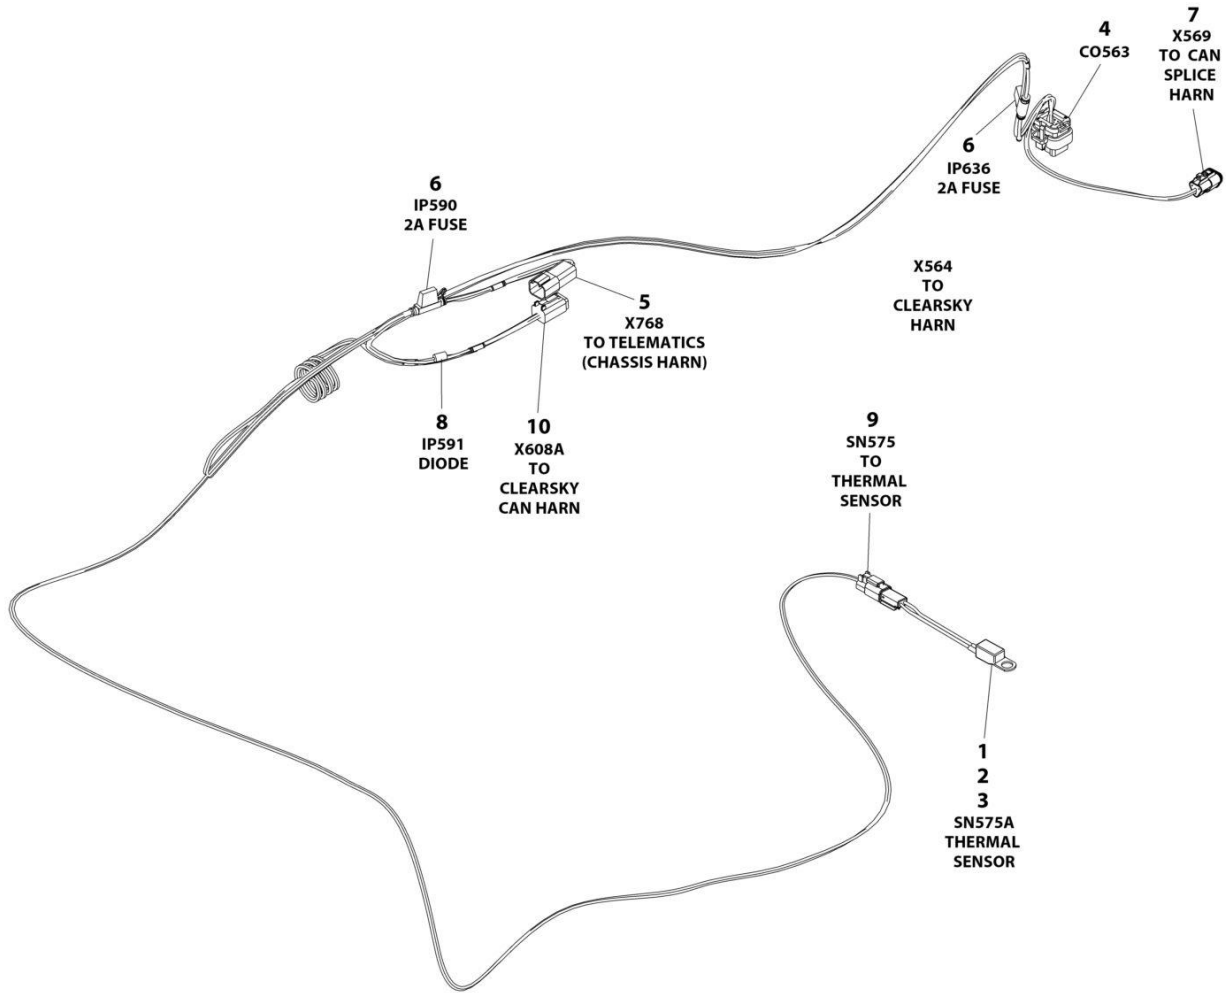 7
X569
TO CAN
SPLICE
HARN
4
CO563
6
IP636
2A FUSE
6
IP590
2A FUSE
X564
TO
CLEARSKY
HARN
5
X768
TO TELEMATICS
(CHASSIS HARN)
8
IP591
DIODE
10
X608A
TO
CLEARSKY
CAN HARN
9
SN575
TO
THERMAL
SENSOR
1
2
3
SN575A
THERMAL
SENSOR